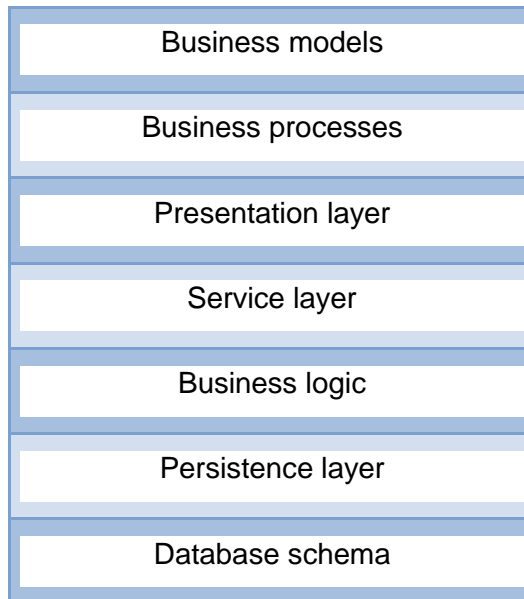 Business models
Business processes
Presentation layer
Service layer
Business logic
Persistence layer
Database schema